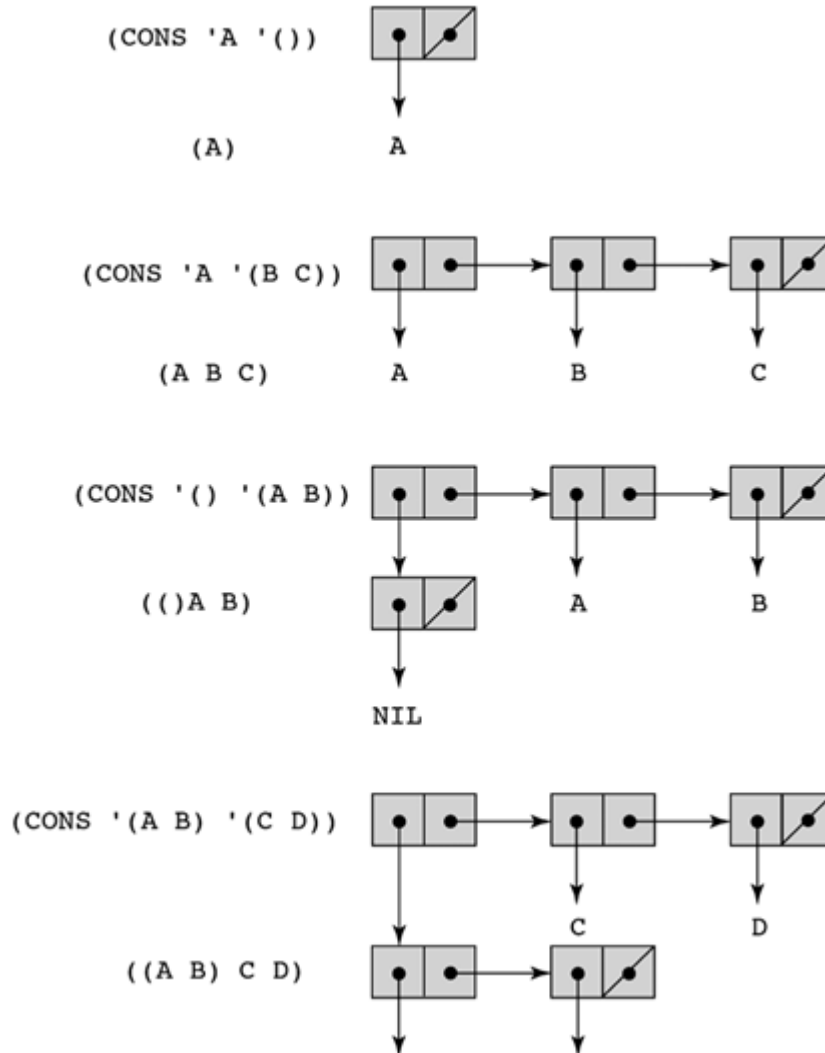 (CONS 'A '())
(A) A
(CONS 'A '(B C))
(A B C) A B C
(CONS '() '(A B))
(()A B) A B
NIL
(CONS '(A B) '(C D))
C D
((A B) C D)